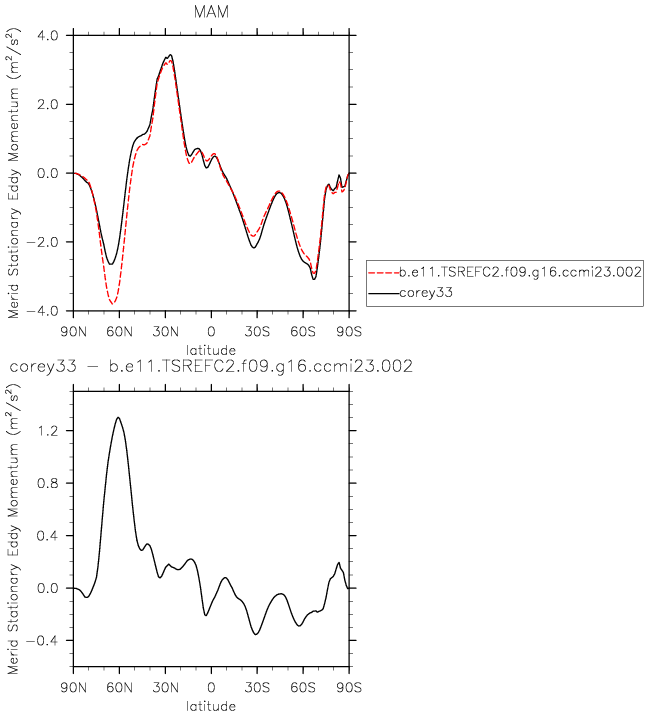 MAM
Merid Stationary Eddy Momentum (m²/s²)
4.0
2.0
0.0
−2.0
−4.0
90N 60N 30N 0 30S 60S 90S
latitude
b.e11.TSREFC2.f09.g16.ccmi23.002
corey33
corey33 − b.e11.TSREFC2.f09.g16.ccmi23.002
Merid Stationary Eddy Momentum (m²/s²)
1.2
0.8
0.4
0.0
−0.4
90N 60N 30N 0 30S 60S 90S
latitude